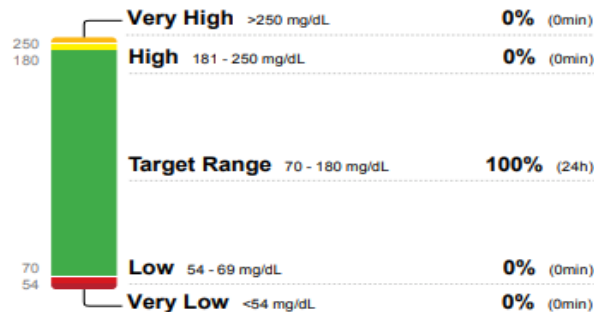 Very High >250 mg/dL 0% (0min)
250
180
High 181 - 250 mg/dL 0% (0min)
Target Range 70 - 180 mg/dL 100% (24h)
70
54
Low 54 - 69 mg/dL 0% (0min)
Very Low <54 mg/dL 0% (0min)